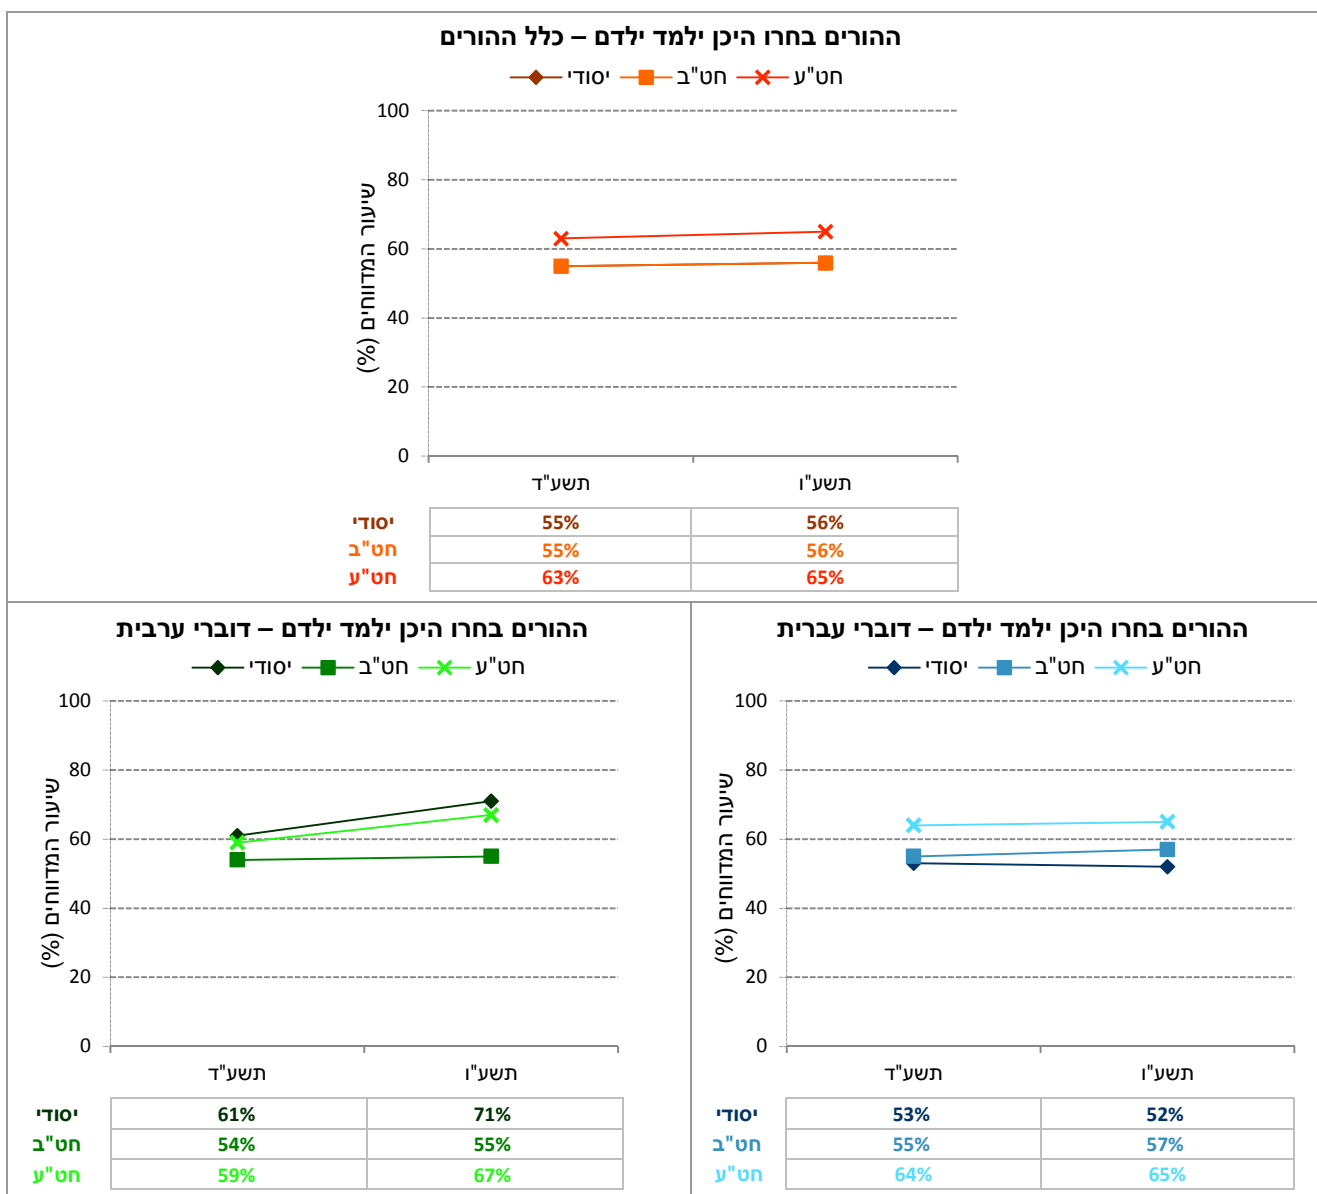 ההורים בחרו היכן ילמד ילדם – כלל ההורים
יסודי חט"ב חט"ע
שיעור המדווחים (%)
100
80
60
40
20
0
תשע"ד תשע"ו
יסודי 55% 56%
חט"ב 55% 56%
חט"ע 63% 65%
ההורים בחרו היכן ילמד ילדם – דוברי עברית
יסודי חט"ב חט"ע
שיעור המדווחים (%)
100
80
60
40
20
0
תשע"ד תשע"ו
יסודי 53% 52%
חט"ב 55% 57%
חט"ע 64% 65%
ההורים בחרו היכן ילמד ילדם – דוברי ערבית
יסודי חט"ב חט"ע
שיעור המדווחים (%)
100
80
60
40
20
0
תשע"ד תשע"ו
יסודי 61% 71%
חט"ב 54% 55%
חט"ע 59% 67%